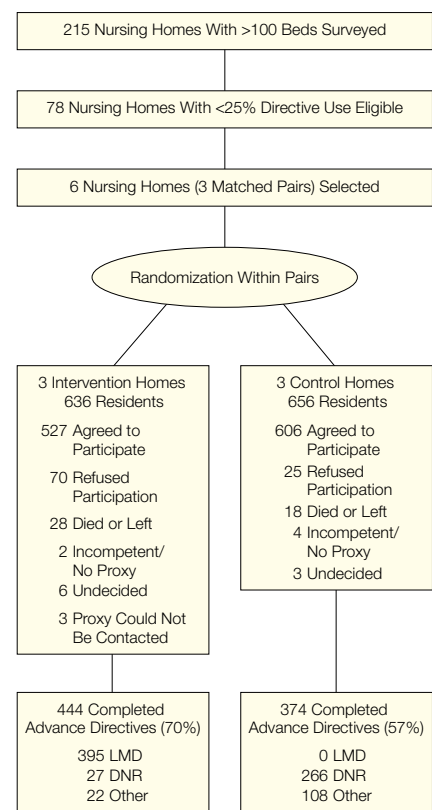 215 Nursing Homes With >100 Beds Surveyed
78 Nursing Homes With <25% Directive Use Eligible
6 Nursing Homes (3 Matched Pairs) Selected
Randomization Within Pairs
3 Intervention Homes
636 Residents
527 Agreed to
Participate
70 Refused
Participation
28 Died or Left
2 Incompetent/
No Proxy
6 Undecided
3 Proxy Could Not
Be Contacted
3 Control Homes
656 Residents
606 Agreed to
Participate
25 Refused
Participation
18 Died or Left
4 Incompetent/
No Proxy
3 Undecided
444 Completed
Advance Directives (70%)
395 LMD
27 DNR
22 Other
374 Completed
Advance Directives (57%)
0 LMD
266 DNR
108 Other